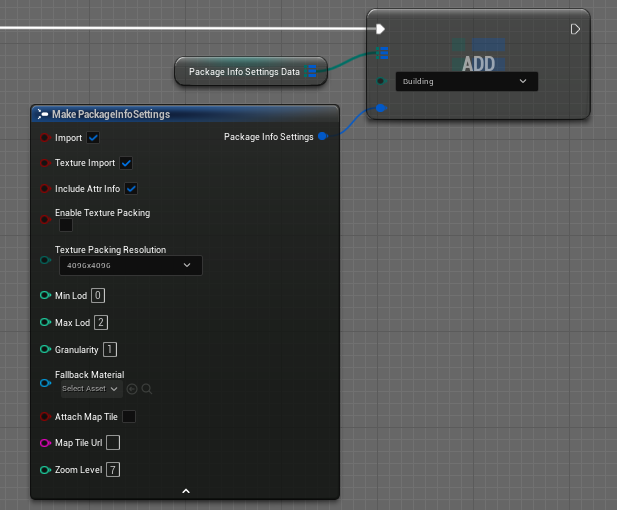 ADD
Package Info Settings Data
Building
Make PackageInfoSettings
Import
Package Info Settings
Texture Import
Include Attr Info
Enable Texture Packing
Texture Packing Resolution
4096x4096
Min Lod 0
Max Lod 2
Granularity 1
Fallback Material
Select Asset
Attach Map Tile
Map Tile Url
Zoom Level 7